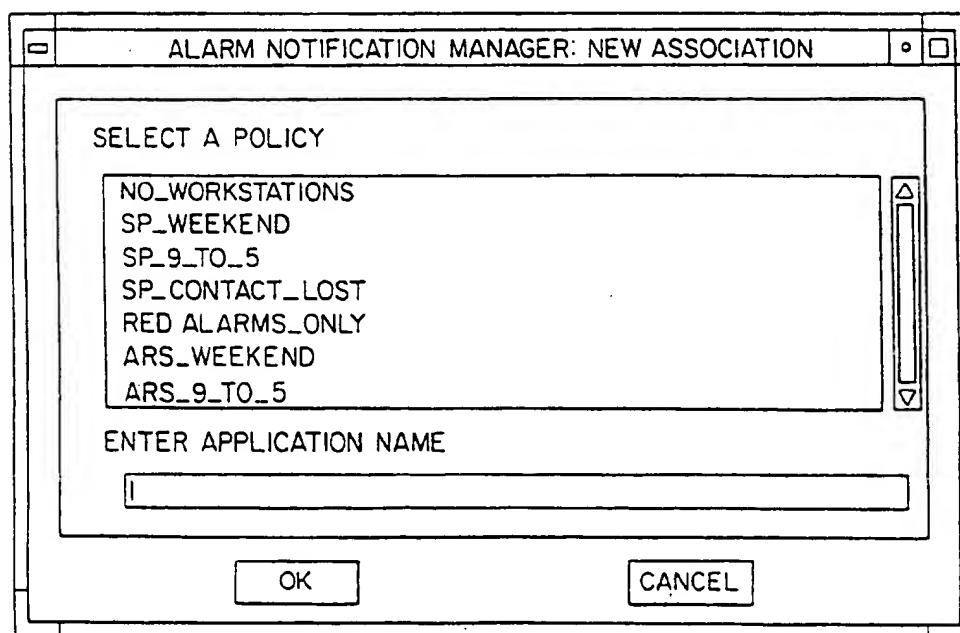 ALARM NOTIFICATION MANAGER: NEW ASSOCIATION
SELECT A POLICY
NO_WORKSTATIONS
SP_WEEKEND
SP_9_TO_5
SP_CONTACT_LOST
RED ALARMS_ONLY
ARS_WEEKEND
ARS_9_TO_5
ENTER APPLICATION NAME
OK
CANCEL